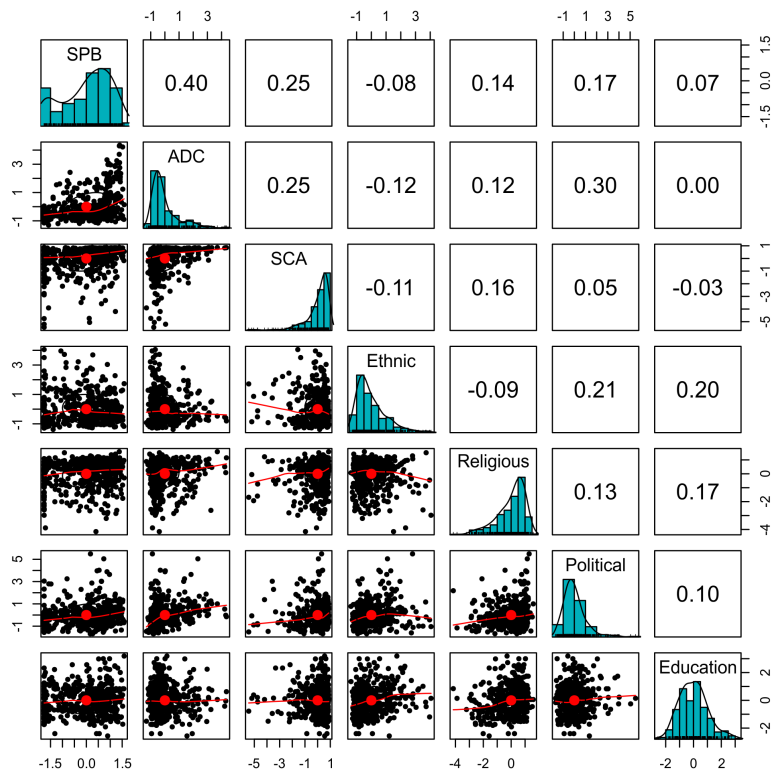 -1 1 3 -1 1 3 -1 1 3 5
SPB
0.40 0.25 -0.08 0.14 0.17 0.07
-1.5 0.0 1.5
ADC
-1 1 3
0.25 -0.12 0.12 0.30 0.00
SCA
-0.11 0.16 0.05 -0.03
-5 -3 -1 1
Ethnic
-1 1 3
-0.09 0.21 0.20
Religious
0.13 0.17
-4 -2 0
Political
-1 1 3 5
0.10
Education
-2 0 2
-1.5 0.0 1.5 -5 -3 -1 1 -4 -2 0 -2 0 2